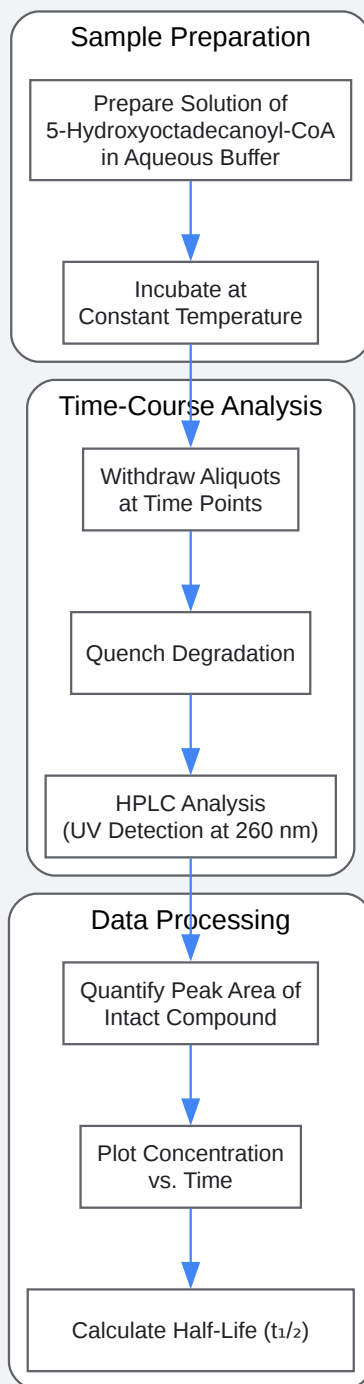 Sample Preparation
Prepare Solution of
5-Hydroxyoctadecanoyl-CoA
in Aqueous Buffer
Incubate at
Constant Temperature
Time-Course Analysis
Withdraw Aliquots
at Time Points
Quench Degradation
HPLC Analysis
(UV Detection at 260 nm)
Data Processing
Quantify Peak Area of
Intact Compound
Plot Concentration
vs. Time
Calculate Half-Life (t₁/₂)